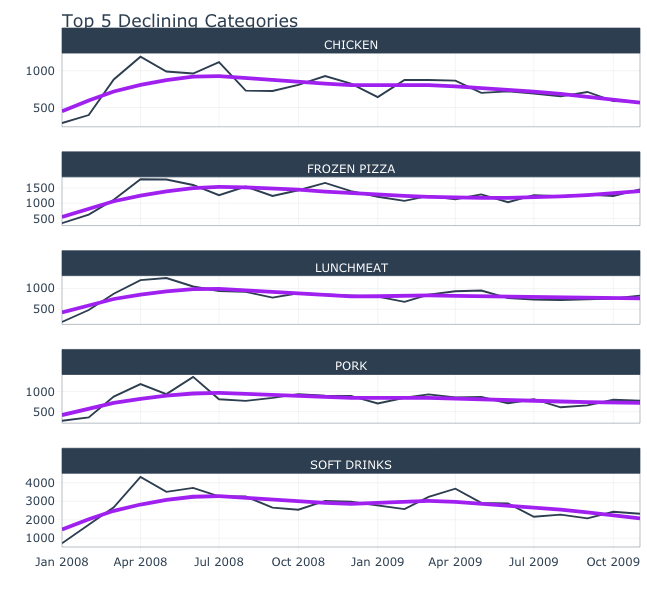 Top 5 Declining Categories
CHICKEN
1000
500
FROZEN PIZZA
1500
1000
500
LUNCHMEAT
1000
500
PORK
1000
500
SOFT DRINKS
4000
3000
2000
1000
Jan 2008 Apr 2008 Jul 2008 Oct 2008 Jan 2009 Apr 2009 Jul 2009 Oct 2009